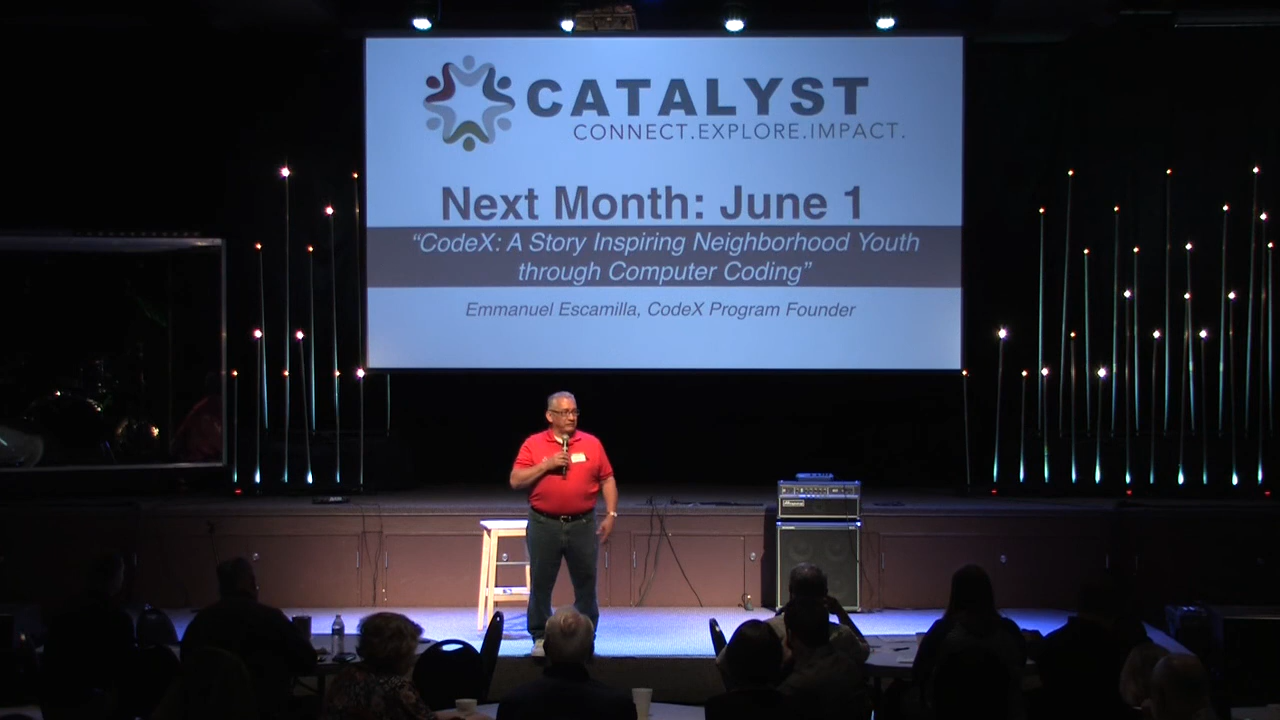 CATALYST
CONNECT.EXPLORE.IMPACT.
Next Month: June 1
“CodeX: A Story Inspiring Neighborhood Youth
through Computer Coding”
Emmanuel Escamilla, CodeX Program Founder